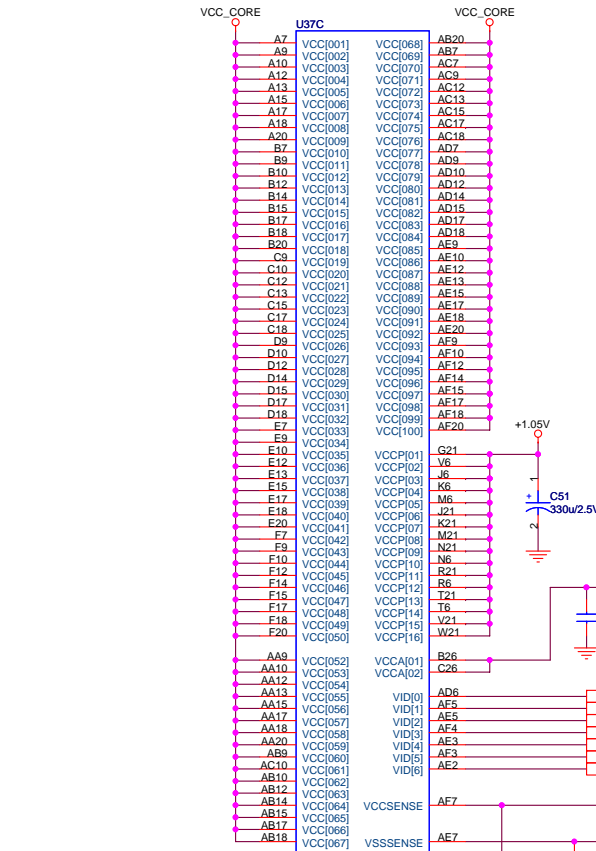 VCC_CORE VCC_CORE
U37C
A7 VCC[001] VCC[068] AB20
A9 VCC[002] VCC[069] AB7
A10 VCC[003] VCC[070] AC7
A12 VCC[004] VCC[071] AC9
A13 VCC[005] VCC[072] AC12
A15 VCC[006] VCC[073] AC13
A17 VCC[007] VCC[074] AC15
A18 VCC[008] VCC[075] AC17
A20 VCC[009] VCC[076] AC18
B7 VCC[010] VCC[077] AD7
B9 VCC[011] VCC[078] AD9
B10 VCC[012] VCC[079] AD10
B12 VCC[013] VCC[080] AD12
B14 VCC[014] VCC[081] AD14
B15 VCC[015] VCC[082] AD15
B17 VCC[016] VCC[083] AD17
B18 VCC[017] VCC[084] AD18
B20 VCC[018] VCC[085] AE9
C9 VCC[019] VCC[086] AE10
C10 VCC[020] VCC[087] AE12
C12 VCC[021] VCC[088] AE13
C13 VCC[022] VCC[089] AE15
C15 VCC[023] VCC[090] AE17
C17 VCC[024] VCC[091] AE18
C18 VCC[025] VCC[092] AE20
D9 VCC[026] VCC[093] AF9
D10 VCC[027] VCC[094] AF10
D12 VCC[028] VCC[095] AF12
D14 VCC[029] VCC[096] AF14
D15 VCC[030] VCC[097] AF15
D17 VCC[031] VCC[098] AF17
D18 VCC[032] VCC[099] AF18
E7 VCC[033] VCC[100] AF20
+1.05V
E9 VCC[034]
E10 VCC[035] VCCP[01] G21
E12 VCC[036] VCCP[02] V6
E13 VCC[037] VCCP[03] J6
E15 VCC[038] VCCP[04] K6
E17 VCC[039] VCCP[05] M6
E18 VCC[040] VCCP[06] J21
E20 VCC[041] VCCP[07] K21
F7 VCC[042] VCCP[08] M21
F9 VCC[043] VCCP[09] N21
F10 VCC[044] VCCP[10] N6
F12 VCC[045] VCCP[11] R21
F14 VCC[046] VCCP[12] R6
F15 VCC[047] VCCP[13] T21
F17 VCC[048] VCCP[14] T6
F18 VCC[049] VCCP[15] V21
F20 VCC[050] VCCP[16] W21
1
+ C51
330u/2.5V
2
AA9 VCC[052] VCCA[01] B26
AA10 VCC[053] VCCA[02] C26
AA12 VCC[054]
AA13 VCC[055] VID[0] AD6
AA15 VCC[056] VID[1] AF5
AA17 VCC[057] VID[2] AE5
AA18 VCC[058] VID[3] AF4
AA20 VCC[059] VID[4] AE3
AB9 VCC[060] VID[5] AF3
AC10 VCC[061] VID[6] AE2
AB10 VCC[062]
AB12 VCC[063]
AB14 VCC[064] VCCSENSE AF7
AB15 VCC[065]
AB17 VCC[066]
AB18 VCC[067] VSSSENSE AE7